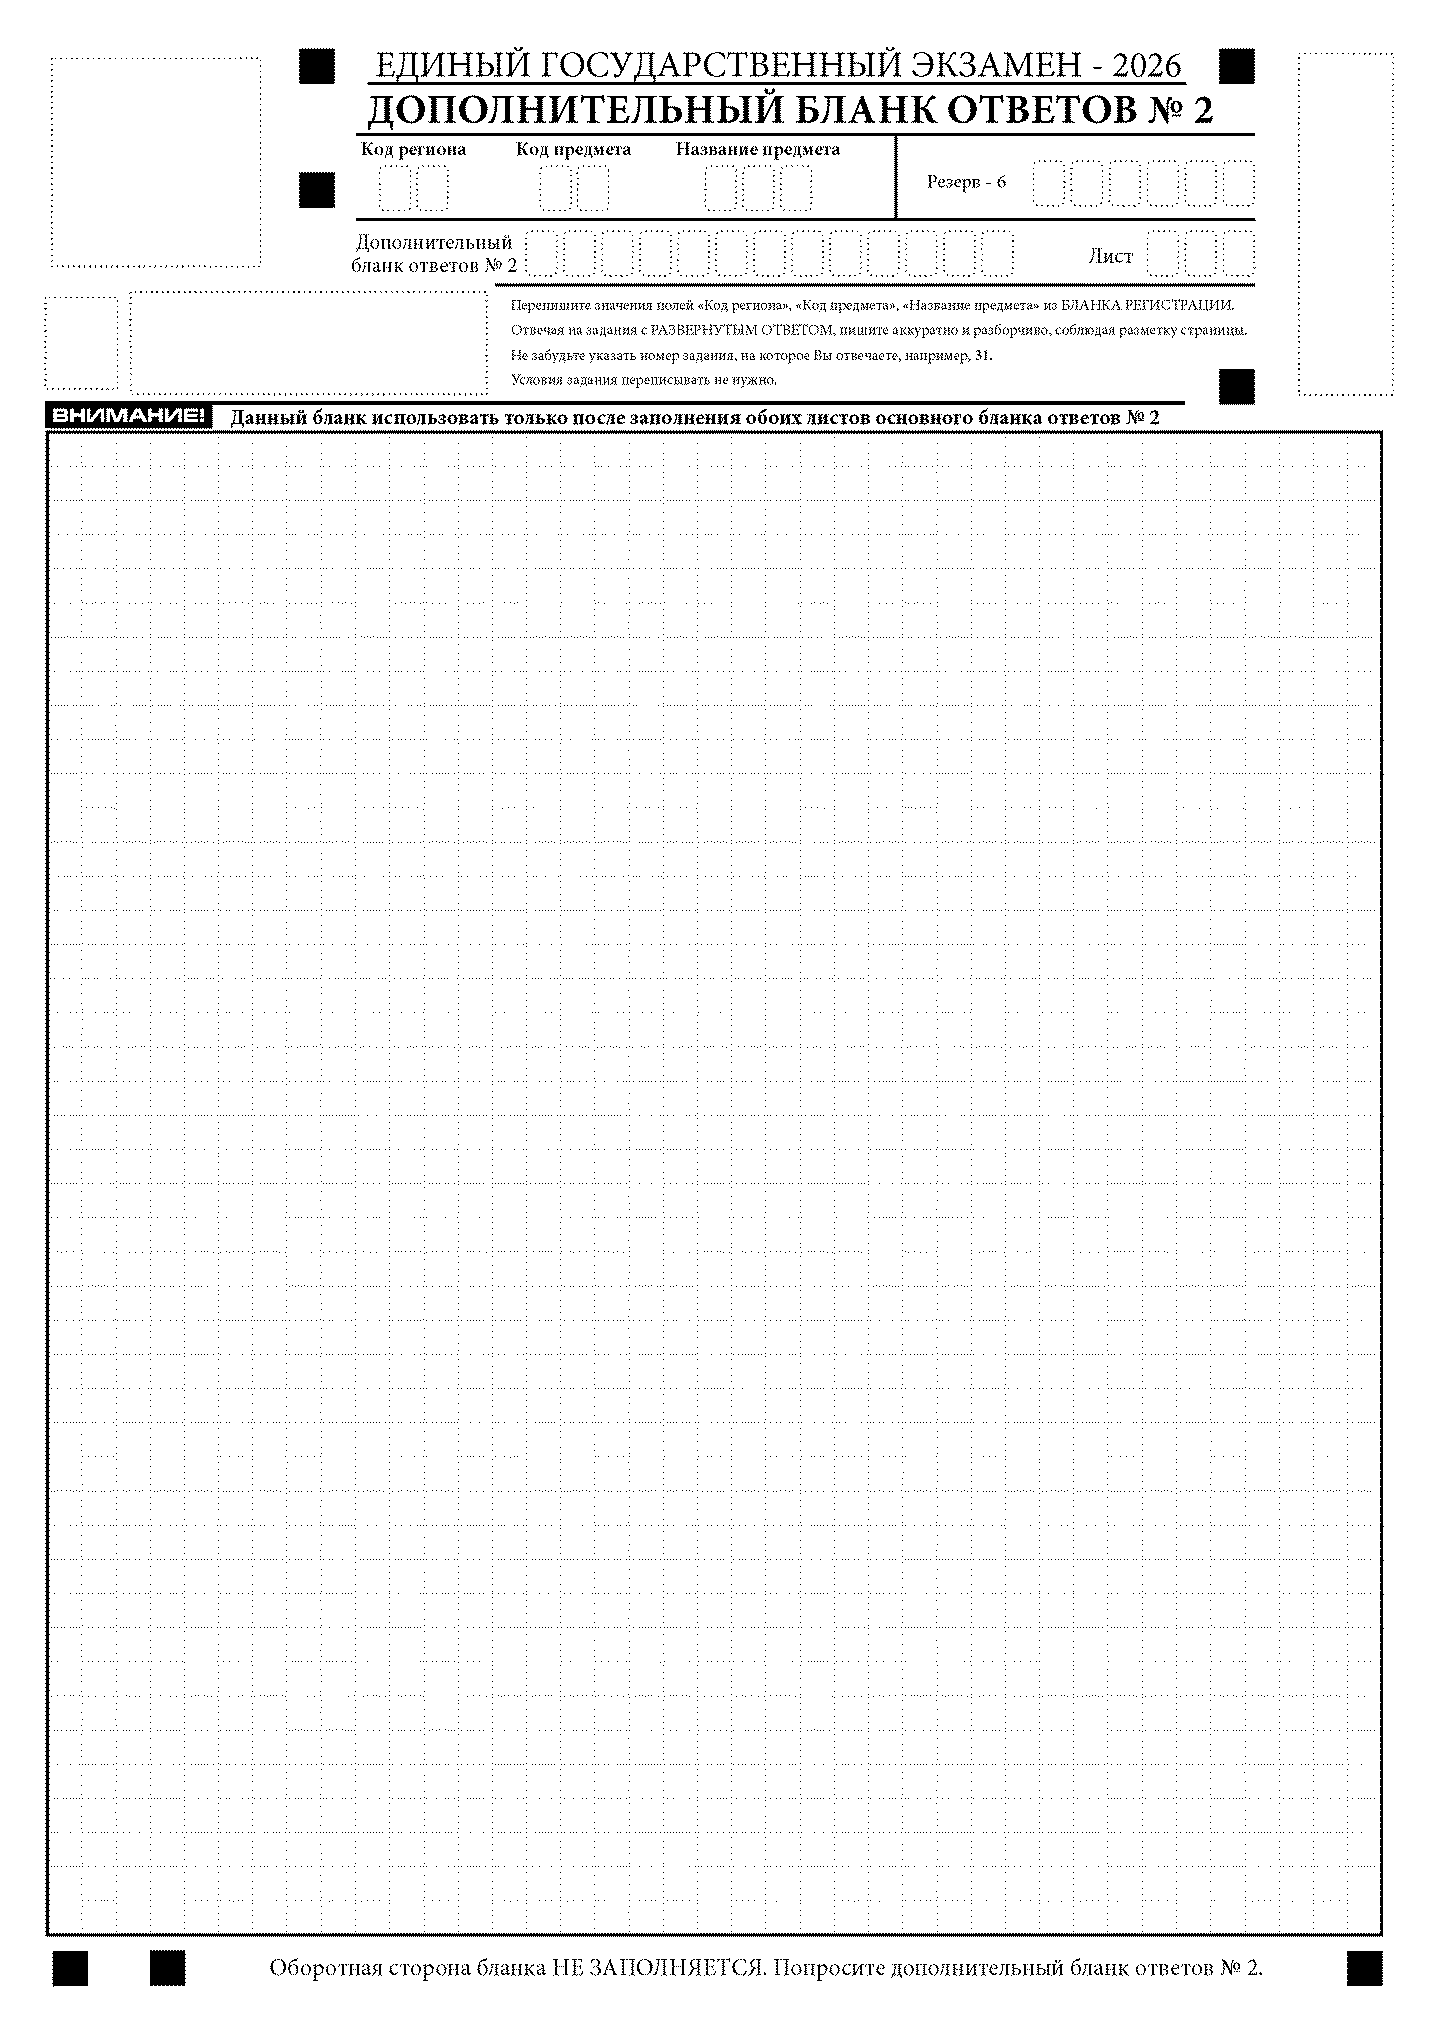 ЕДИНЫЙ ГОСУДАРСТВЕННЫЙ ЭКЗАМЕН - 2026
ДОПОЛНИТЕЛЬНЫЙ БЛАНК ОТВЕТОВ № 2
Код региона Код предмета Название предмета
Резерв - 6
Дополнительный
бланк ответов № 2
Лист
Перепишите значения полей «Код региона», «Код предмета», «Название предмета» из БЛАНКА РЕГИСТРАЦИИ.
Отвечая на задания с РАЗВЕРНУТЫМ ОТВЕТОМ, пишите аккуратно и разборчиво, соблюдая разметку страницы.
Не забудьте указать номер задания, на которое Вы отвечаете, например, 31.
Условия задания переписывать не нужно.
ВНИМАНИЕ! Данный бланк использовать только после заполнения обоих листов основного бланка ответов № 2
Оборотная сторона бланка НЕ ЗАПОЛНЯЕТСЯ. Попросите дополнительный бланк ответов № 2.